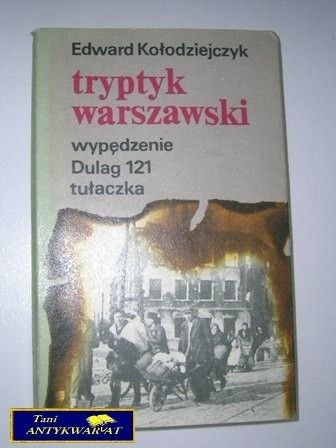 Edward Kołodziejczyk
tryptyk
warszawski
wypędzenie
Dulag 121
tułaczka
Tani
ANTYKWARIAT